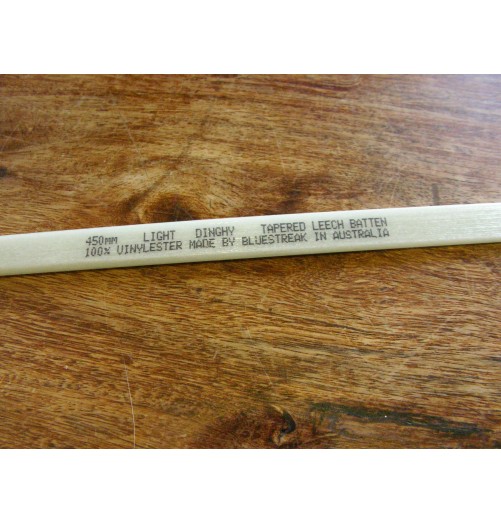 450MM LIGHT DINGHY TAPERED LEECH BATTEN
100% VINYLESTER MADE BY BLUESTREAK IN AUSTRALIA